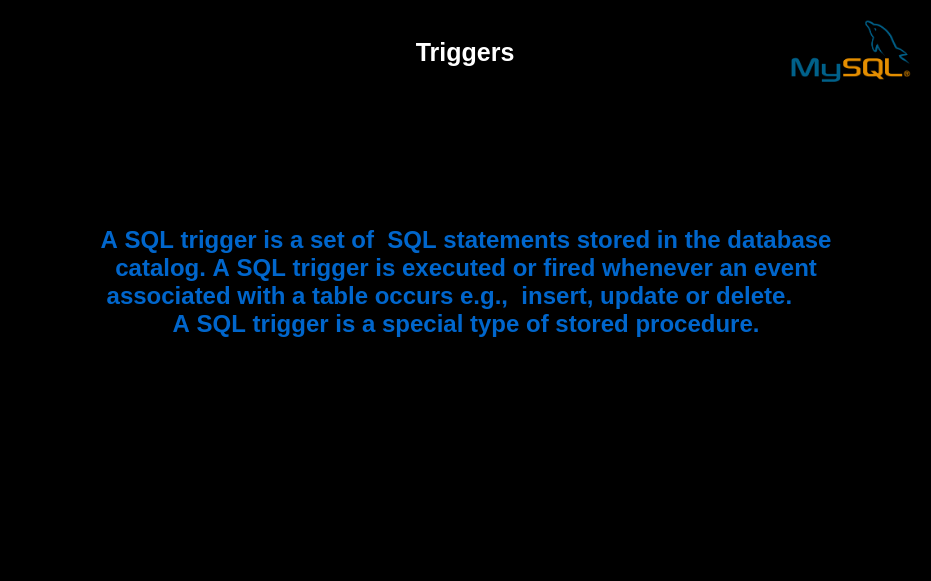 Triggers
MySQL®
A SQL trigger is a set of  SQL statements stored in the database
catalog. A SQL trigger is executed or fired whenever an event
associated with a table occurs e.g.,  insert, update or delete.
A SQL trigger is a special type of stored procedure.